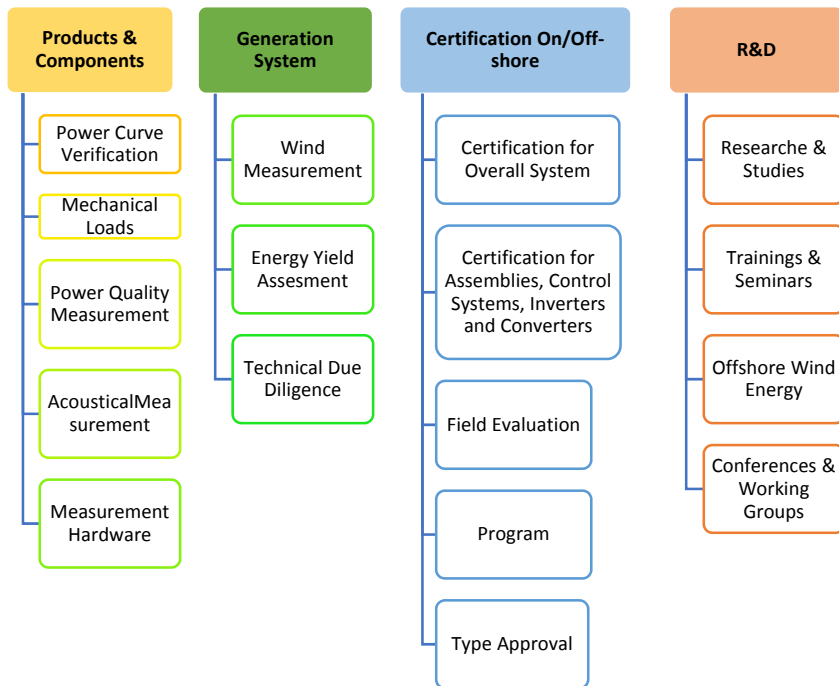 Products &
Components
Power Curve
Verification
Mechanical
Loads
Power Quality
Measurement
AcousticalMea
surement
Measurement
Hardware
Generation
System
Wind
Measurement
Energy Yield
Assesment
Technical Due
Diligence
Certification On/Off-
shore
Certification for
Overall System
Certification for
Assemblies, Control
Systems, Inverters
and Converters
Field Evaluation
Program
Type Approval
R&D
Researche &
Studies
Trainings &
Seminars
Offshore Wind
Energy
Conferences &
Working
Groups